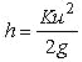 h = Ku²/2g